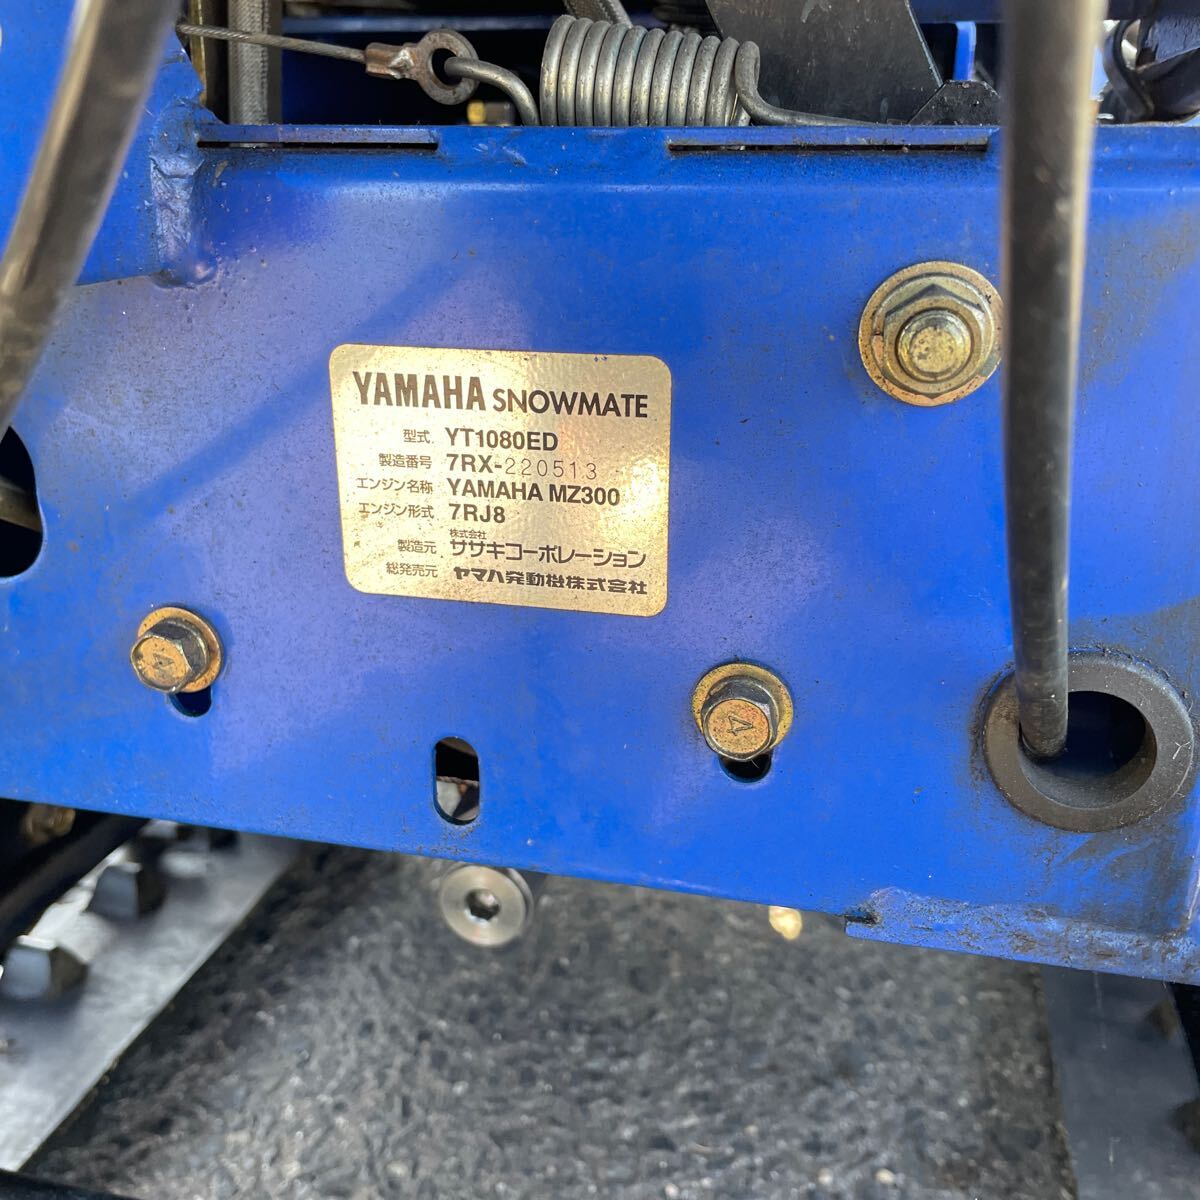 YAMAHA SNOWMATE
型式 YT1080ED
製造番号 7RX-220513
エンジン名称 YAMAHA MZ300
エンジン形式 7RJ8
製造元 株式会社 ササキコーポレーション
総発売元 ヤマハ発動機株式会社